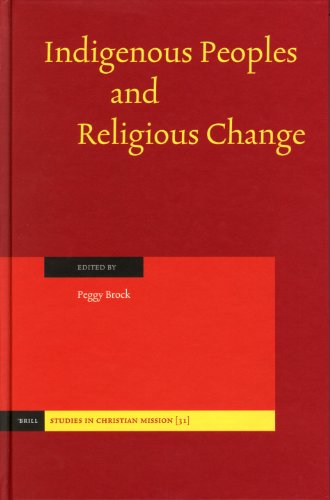 Indigenous Peoples
and
Religious Change
EDITED BY
Peggy Brock
BRILL
STUDIES IN CHRISTIAN MISSION [31]